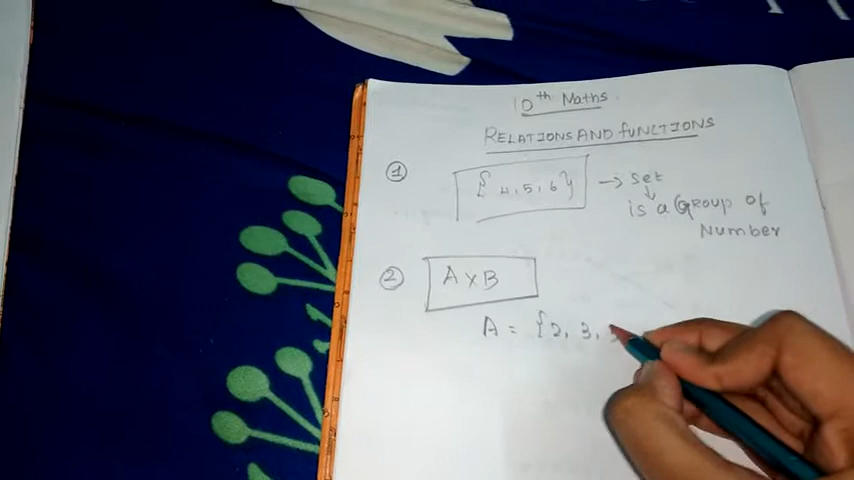 10th Maths
RELATIONS AND FUNCTIONS
① {4,5,6} → Set
is a Group of
Number
② A x B
A = {2, 3,